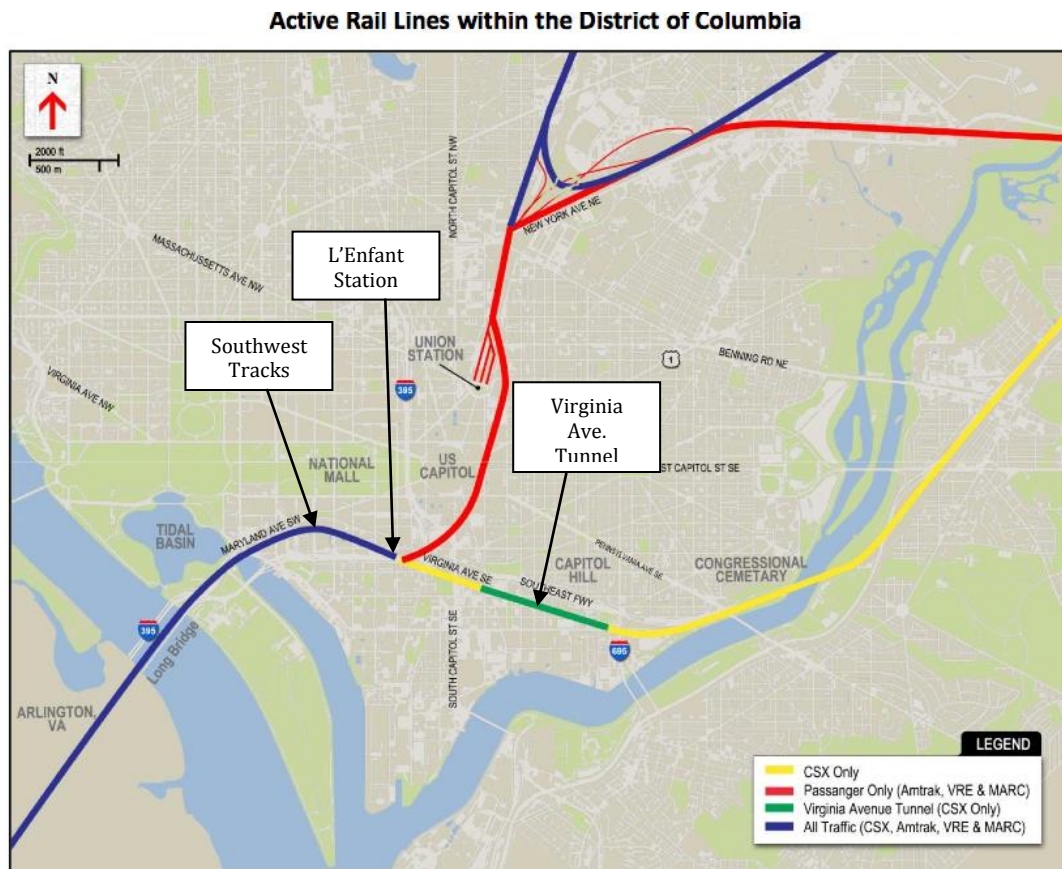 Active Rail Lines within the District of Columbia
N
2000 ft
500 m
NORTH CAPITOL ST NW
NEW YORK AVE NE
MASSACHUSETTS AVE NW
L'Enfant
Station
Southwest
Tracks
UNION
STATION
395
1
BENNING RD NE
VIRGINIA AVE NW
Virginia
Ave.
Tunnel
NATIONAL
MALL
US
CAPITOL
ST CAPITOL ST SE
TIDAL
BASIN
MARYLAND AVE SW
VIRGINIA AVE SE
CAPITOL
HILL
PENNSYLVANIA AVE SE
SOUTHEAST FWY
CONGRESSIONAL
CEMETARY
395
Long Bridge
SOUTH CAPITOL ST SE
695
ARLINGTON,
VA
LEGEND
CSX Only
Passanger Only (Amtrak, VRE & MARC)
Virginia Avenue Tunnel (CSX Only)
All Traffic (CSX, Amtrak, VRE & MARC)